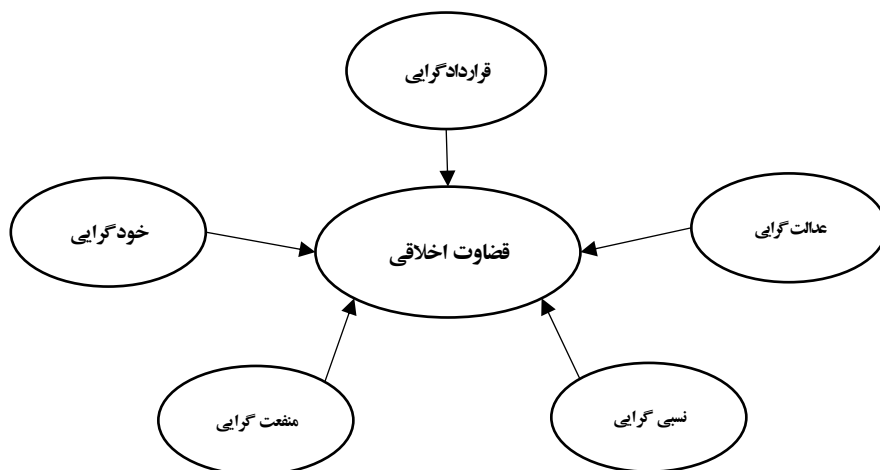 قراردادگرایی
عدالت‌گرایی
خودگرایی
قضاوت اخلاقی
نسبی گرایی
منفعت گرایی